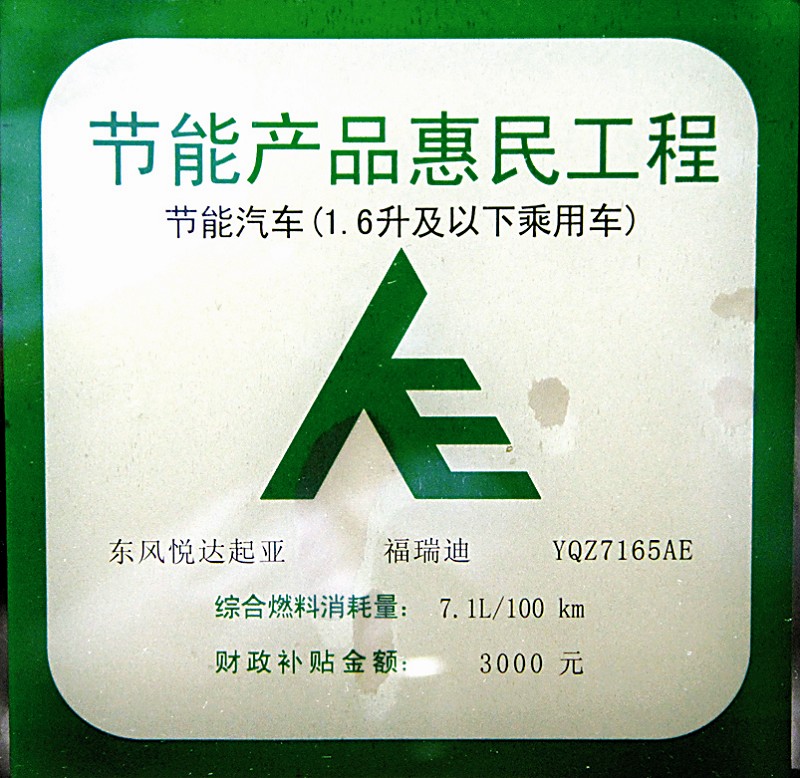 节能产品惠民工程
节能汽车(1.6升及以下乘用车)
东风悦达起亚 福瑞迪 YQZ7165AE
综合燃料消耗量: 7.1L/100 km
财政补贴金额: 3000 元